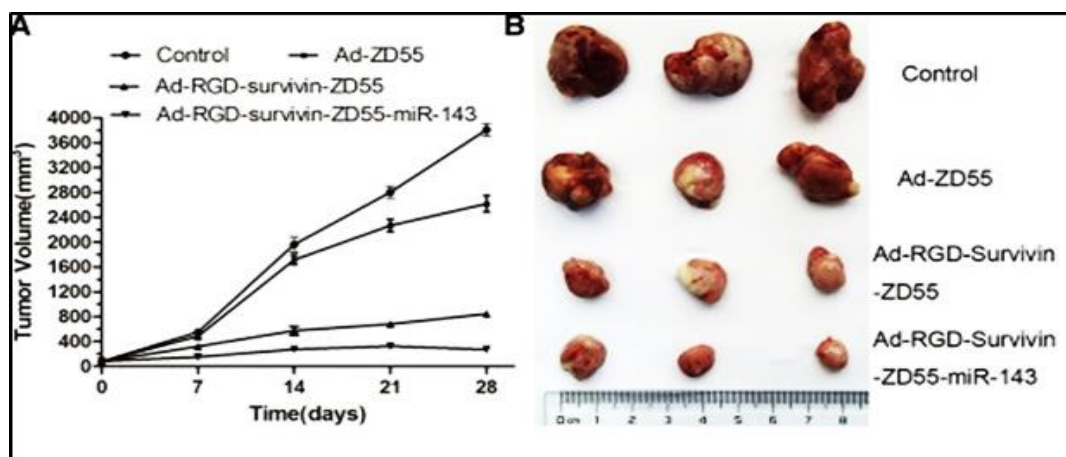 A
Control
Ad-ZD55
Ad-RGD-survivin-ZD55
Ad-RGD-survivin-ZD55-miR-143
4000
3600
3200
2800
2400
2000
1600
1200
800
400
0
Tumor Volume(mm³)
0 7 14 21 28
Time(days)
B
Control
Ad-ZD55
Ad-RGD-Survivin
-ZD55
Ad-RGD-Survivin
-ZD55-miR-143
0 cm 1 2 3 4 5 6 7 8